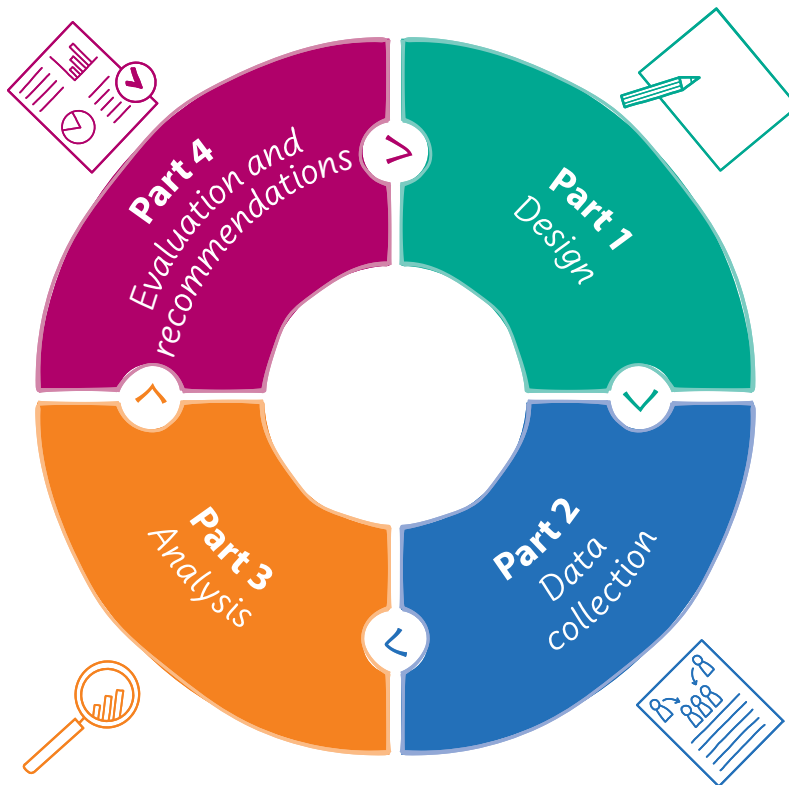 Part 1
Design
Part 2
Data
collection
Part 3
Analysis
Part 4
Evaluation and
recommendations